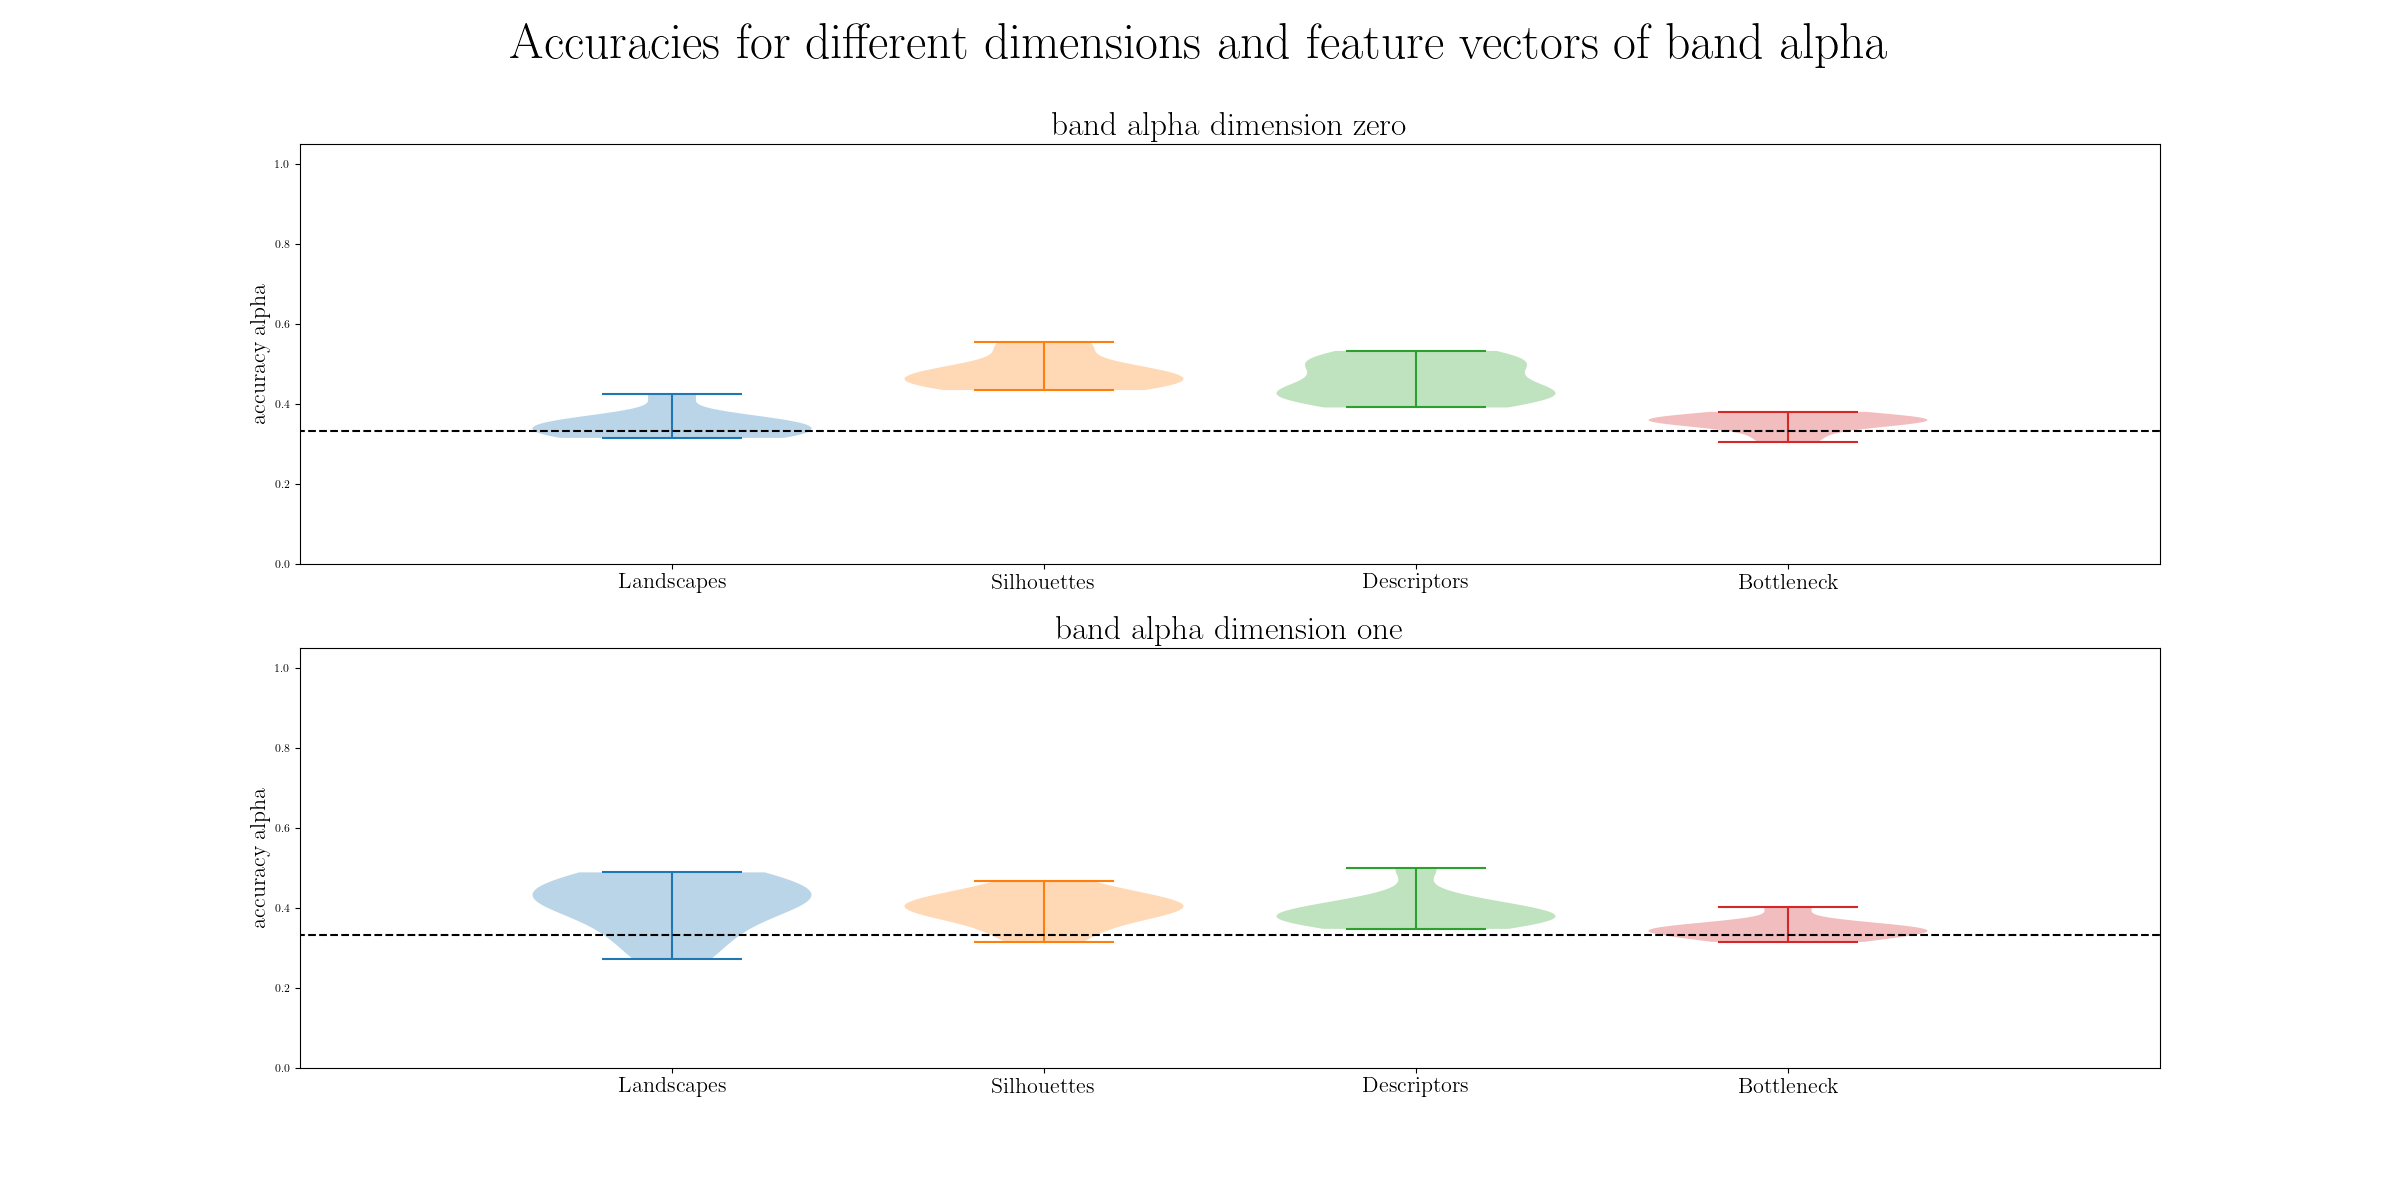 Accuracies for different dimensions and feature vectors of band alpha
band alpha dimension zero
1.0
0.8
0.6
0.4
0.2
0.0
accuracy alpha
Landscapes Silhouettes Descriptors Bottleneck
band alpha dimension one
1.0
0.8
0.6
0.4
0.2
0.0
accuracy alpha
Landscapes Silhouettes Descriptors Bottleneck